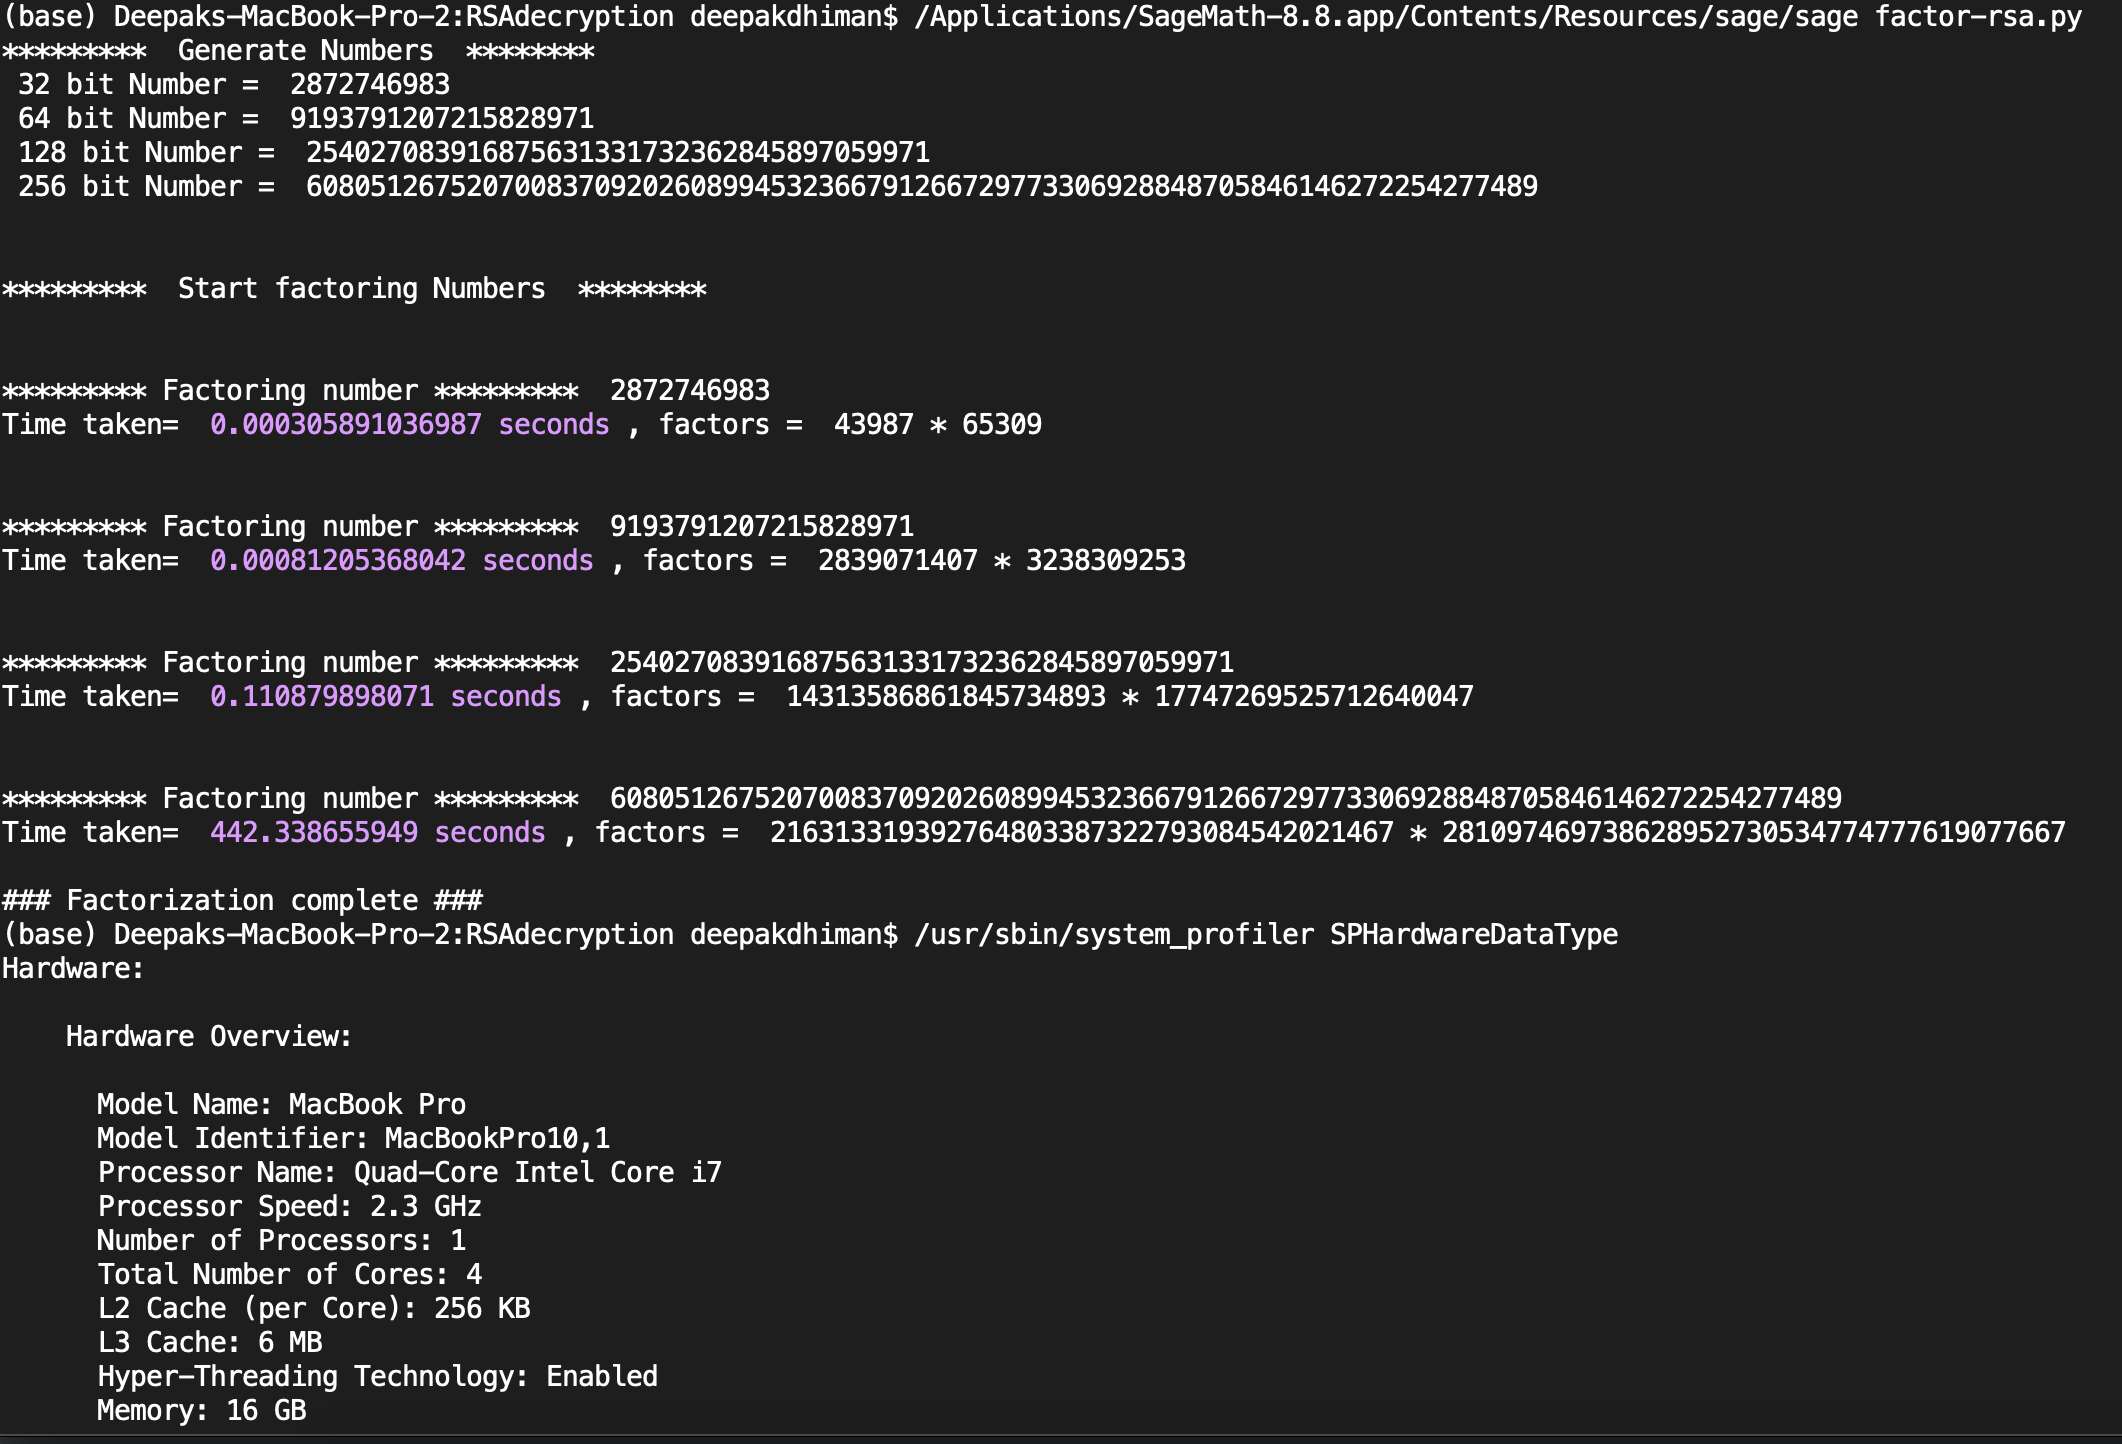 (base) Deepaks-MacBook-Pro-2:RSAdecryption deepakdhiman$ /Applications/SageMath-8.8.app/Contents/Resources/sage/sage factor-rsa.py
*********  Generate Numbers  ********
 32 bit Number =  2872746983
 64 bit Number =  9193791207215828971
 128 bit Number =  254027083916875631331732362845897059971
 256 bit Number =  60805126752070083709202608994532366791266729773306928848705846146272254277489
*********  Start factoring Numbers  ********
********* Factoring number *********  2872746983
Time taken=  0.000305891036987 seconds , factors =  43987 * 65309
********* Factoring number *********  9193791207215828971
Time taken=  0.00081205368042 seconds , factors =  2839071407 * 3238309253
********* Factoring number *********  254027083916875631331732362845897059971
Time taken=  0.110879898071 seconds , factors =  14313586861845734893 * 17747269525712640047
********* Factoring number *********  60805126752070083709202608994532366791266729773306928848705846146272254277489
Time taken=  442.338655949 seconds , factors =  216313319392764803387322793084542021467 * 281097469738628952730534774777619077667
### Factorization complete ###
(base) Deepaks-MacBook-Pro-2:RSAdecryption deepakdhiman$ /usr/sbin/system_profiler SPHardwareDataType
Hardware:
    Hardware Overview:
      Model Name: MacBook Pro
      Model Identifier: MacBookPro10,1
      Processor Name: Quad-Core Intel Core i7
      Processor Speed: 2.3 GHz
      Number of Processors: 1
      Total Number of Cores: 4
      L2 Cache (per Core): 256 KB
      L3 Cache: 6 MB
      Hyper-Threading Technology: Enabled
      Memory: 16 GB